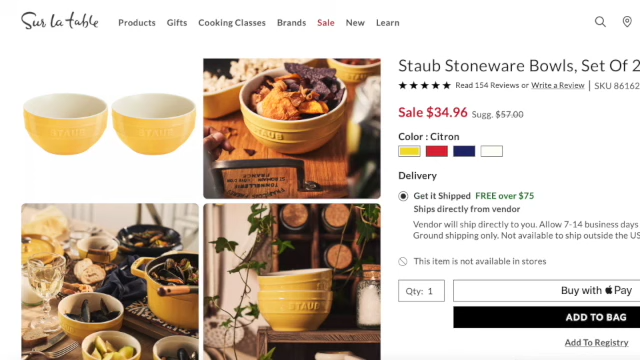 Sur la table
Products Gifts Cooking Classes Brands Sale New Learn
STAUB STAUB
STAUB
STAUB
Staub Stoneware Bowls, Set Of 2
Read 154 Reviews or Write a Review | SKU 86162
Sale $34.96 Sugg. $57.00
Color : Citron
Delivery
Get it Shipped FREE over $75
Ships directly from vendor
Vendor will ship directly to you. Allow 7-14 business days
Ground shipping only. Not available to ship outside the US
This item is not available in stores
Qty: 1
Buy with Pay
ADD TO BAG
Add To Registry